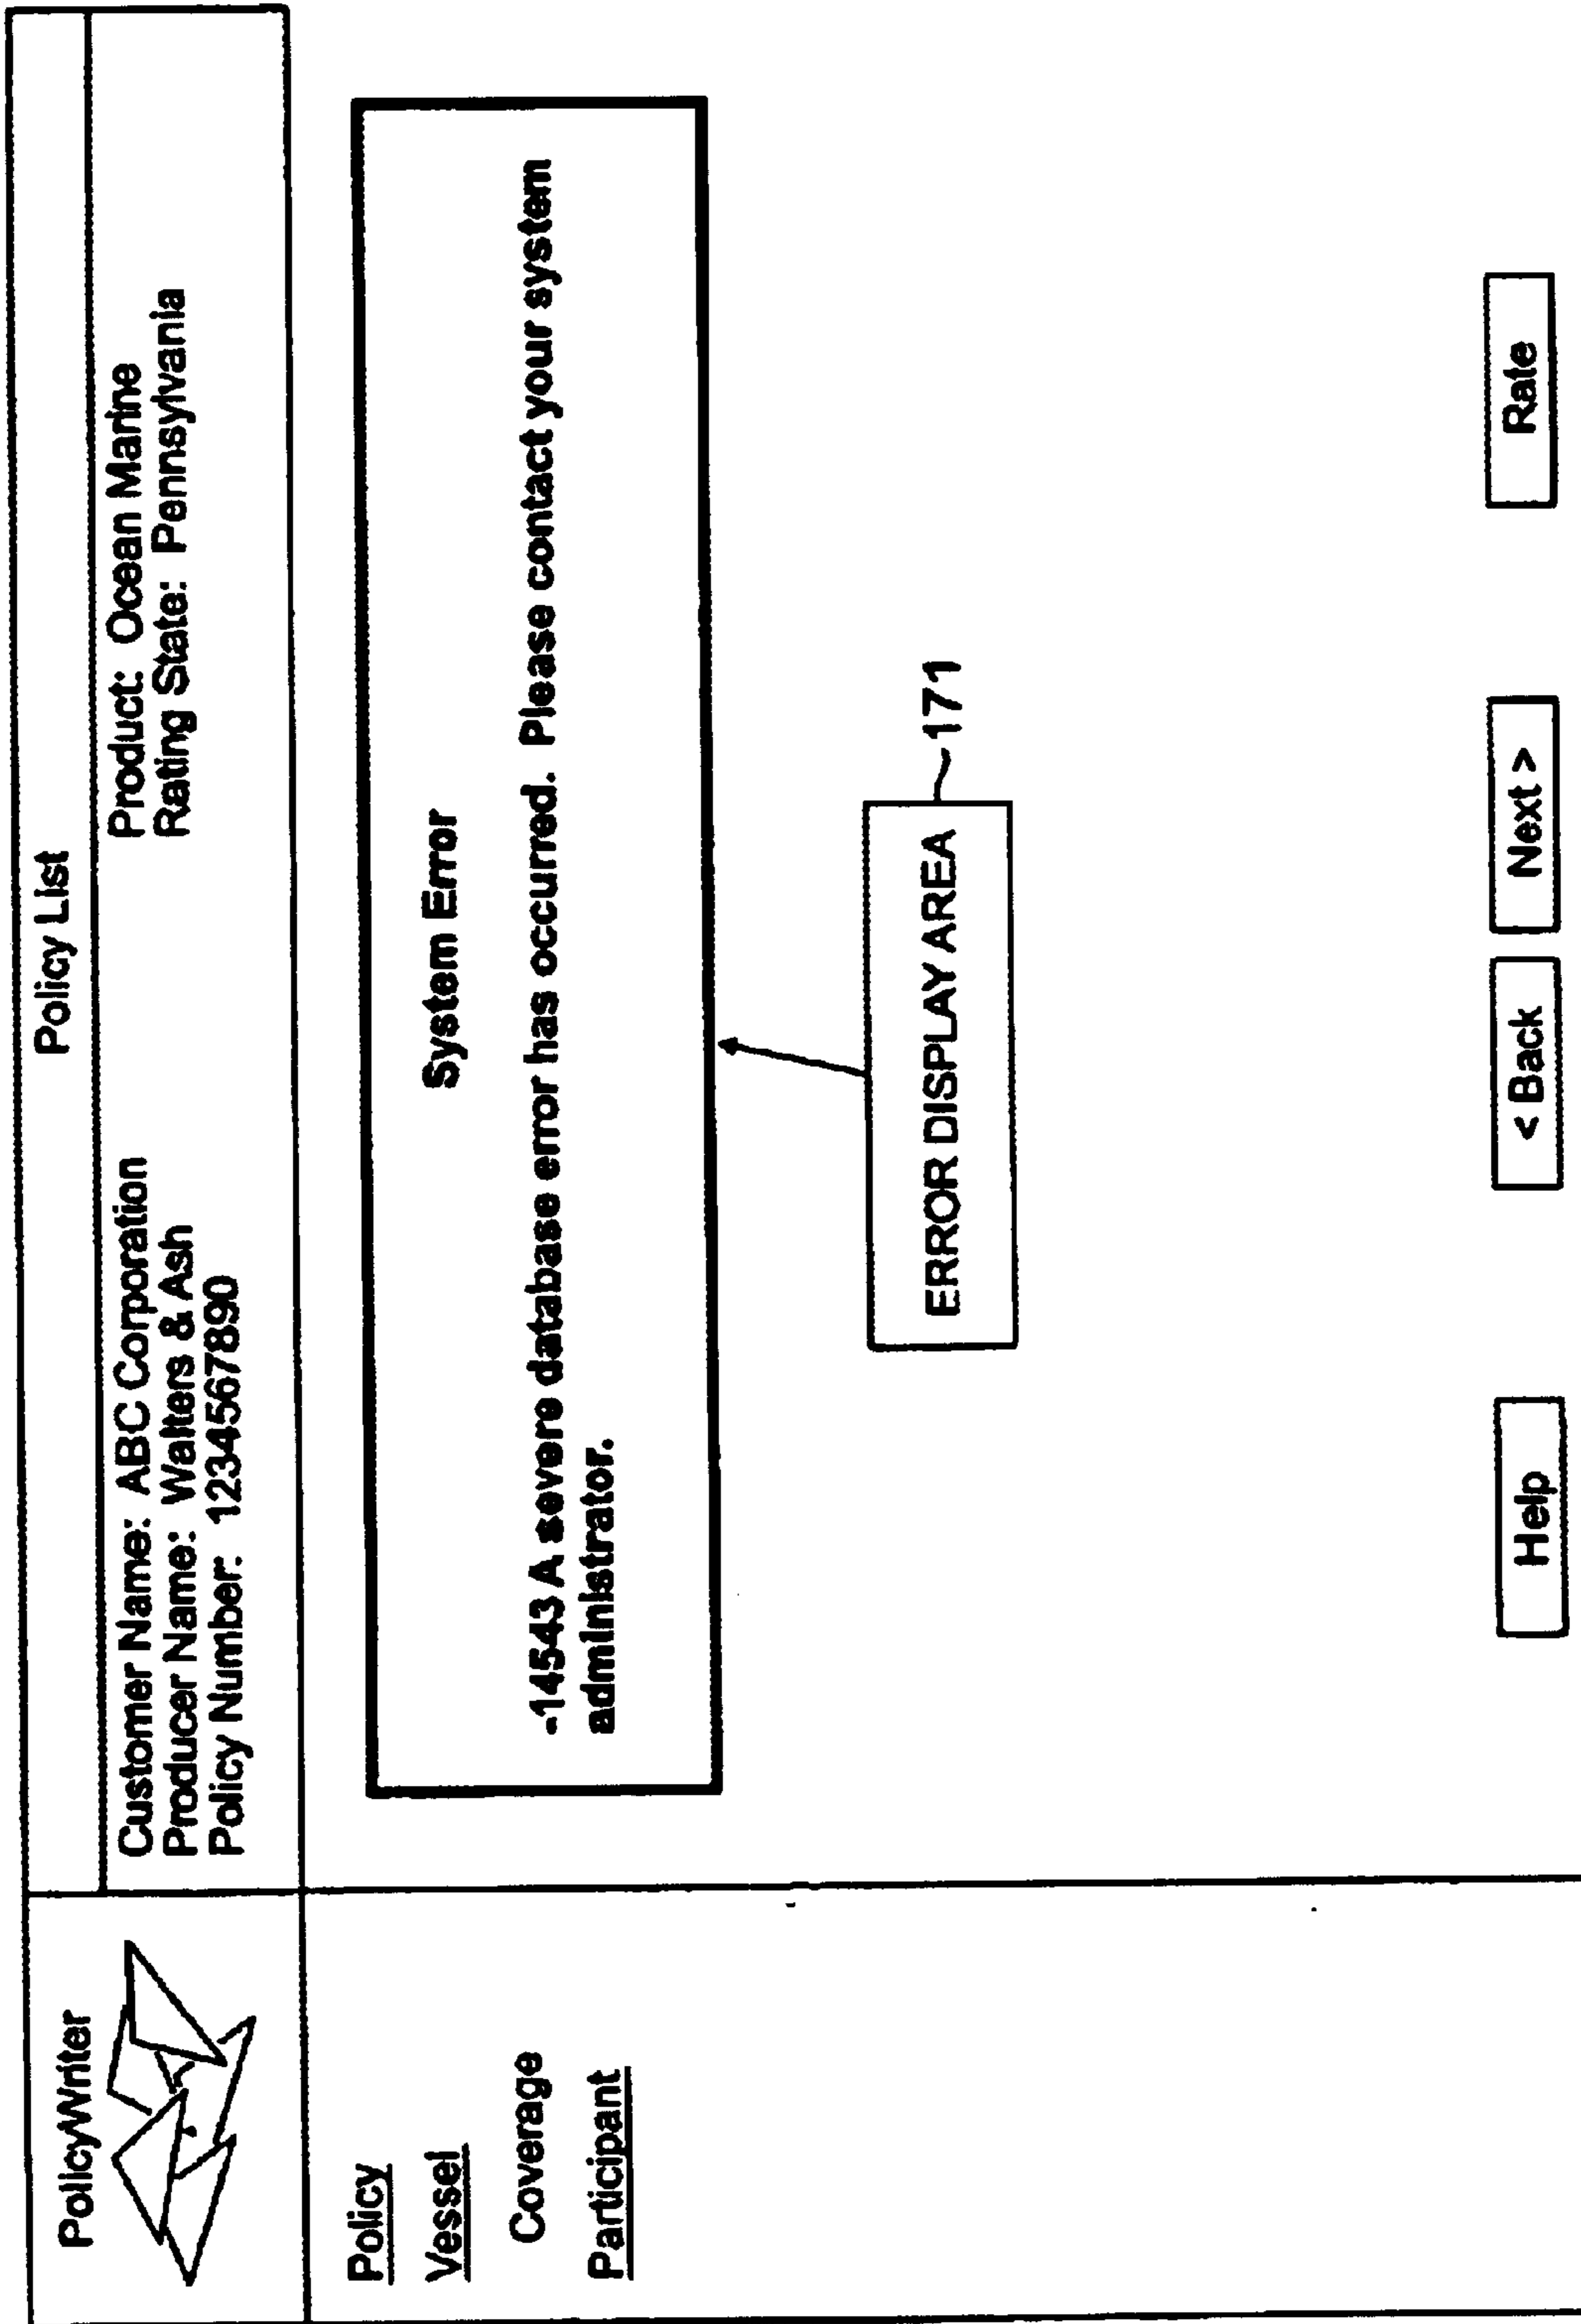 PolicyWriter
Policy List
Customer Name: ABC Corporation
Producer Name: Walters & Ash
Policy Number: 1234567890
Product: Ocean Marine
Rating State: Pennsylvania
Policy
Vessel
Coverage
Participant
System Error
-14543 A severe database error has occurred. Please contact your system
administrator.
ERROR DISPLAY AREA
171
Help
< Back
Next >
Rate